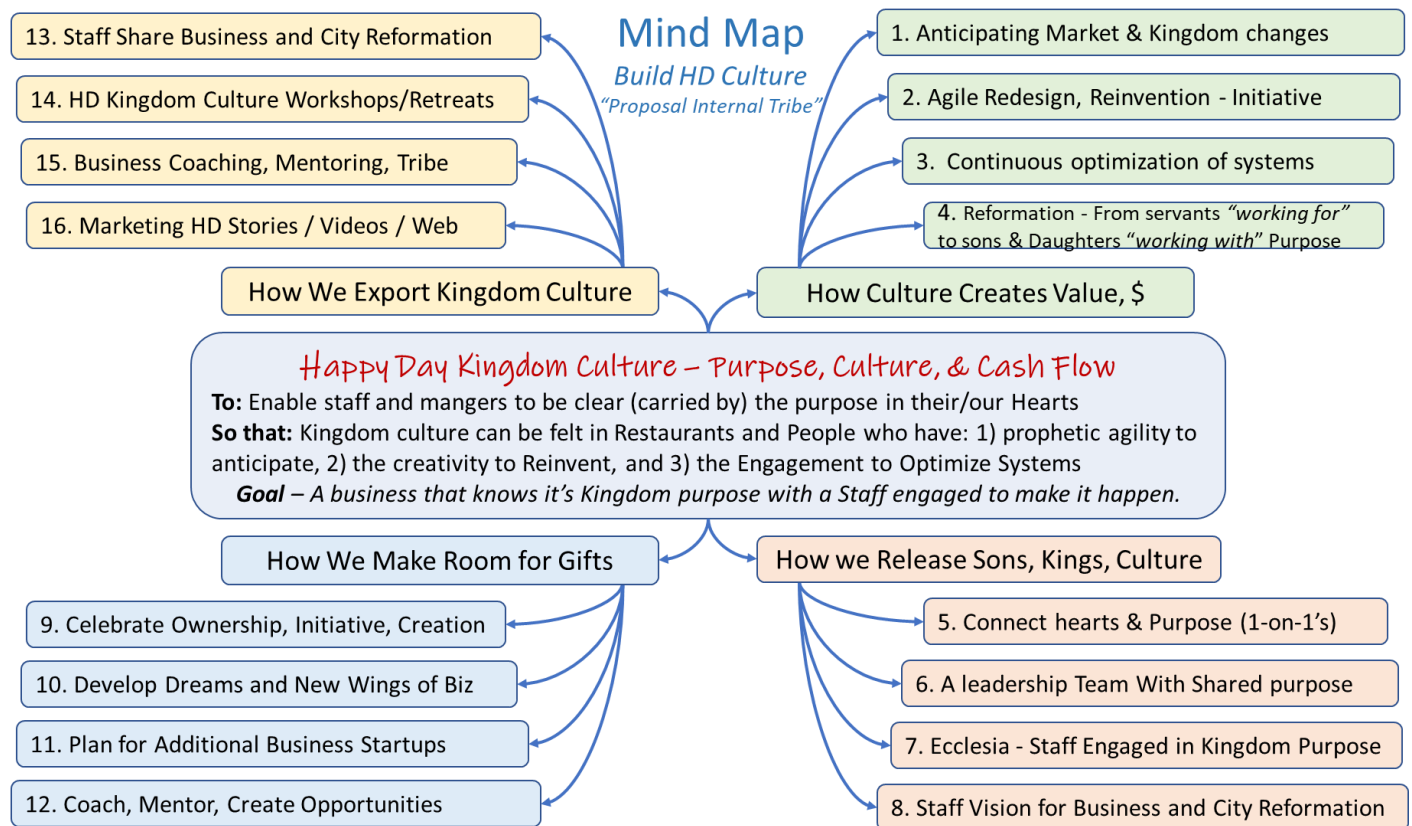 Mind Map
Build HD Culture
“Proposal Internal Tribe”
13. Staff Share Business and City Reformation
14. HD Kingdom Culture Workshops/Retreats
15. Business Coaching, Mentoring, Tribe
16. Marketing HD Stories / Videos / Web
How We Export Kingdom Culture
1. Anticipating Market & Kingdom changes
2. Agile Redesign, Reinvention - Initiative
3. Continuous optimization of systems
4. Reformation - From servants “working for”
to sons & Daughters “working with” Purpose
How Culture Creates Value, $
Happy Day Kingdom Culture – Purpose, Culture, & Cash Flow
To: Enable staff and mangers to be clear (carried by) the purpose in their/our Hearts
So that: Kingdom culture can be felt in Restaurants and People who have: 1) prophetic agility to
anticipate, 2) the creativity to Reinvent, and 3) the Engagement to Optimize Systems
Goal – A business that knows it’s Kingdom purpose with a Staff engaged to make it happen.
How We Make Room for Gifts
9. Celebrate Ownership, Initiative, Creation
10. Develop Dreams and New Wings of Biz
11. Plan for Additional Business Startups
12. Coach, Mentor, Create Opportunities
How we Release Sons, Kings, Culture
5. Connect hearts & Purpose (1-on-1’s)
6. A leadership Team With Shared purpose
7. Ecclesia - Staff Engaged in Kingdom Purpose
8. Staff Vision for Business and City Reformation